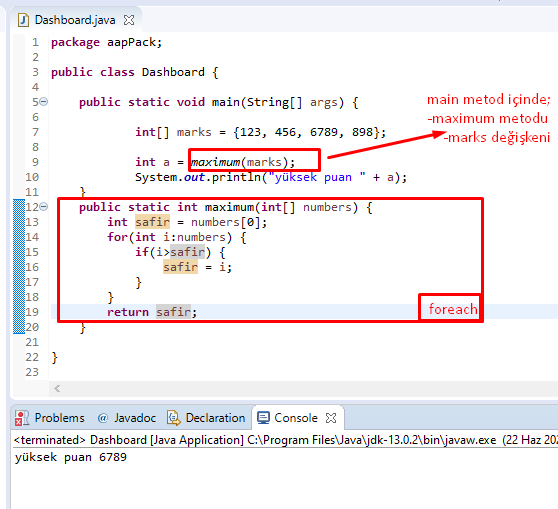 Dashboard.java
1 package aapPack;
2
3 public class Dashboard {
4
5 public static void main(String[] args) {
6
7 int[] marks = {123, 456, 6789, 898};
8
9 int a = maximum(marks);
10 System.out.println("yüksek puan " + a);
11 }
12 public static int maximum(int[] numbers) {
13 int safir = numbers[0];
14 for(int i:numbers) {
15 if(i>safir) {
16 safir = i;
17 }
18 }
19 return safir;
20 }
21
22 }
23
main metod içinde;
-maximum metodu
-marks değişkeni
foreach
Problems @ Javadoc Declaration Console
<terminated> Dashboard [Java Application] C:\Program Files\Java\jdk-13.0.2\bin\javaw.exe (22 Haz 202
yüksek puan 6789